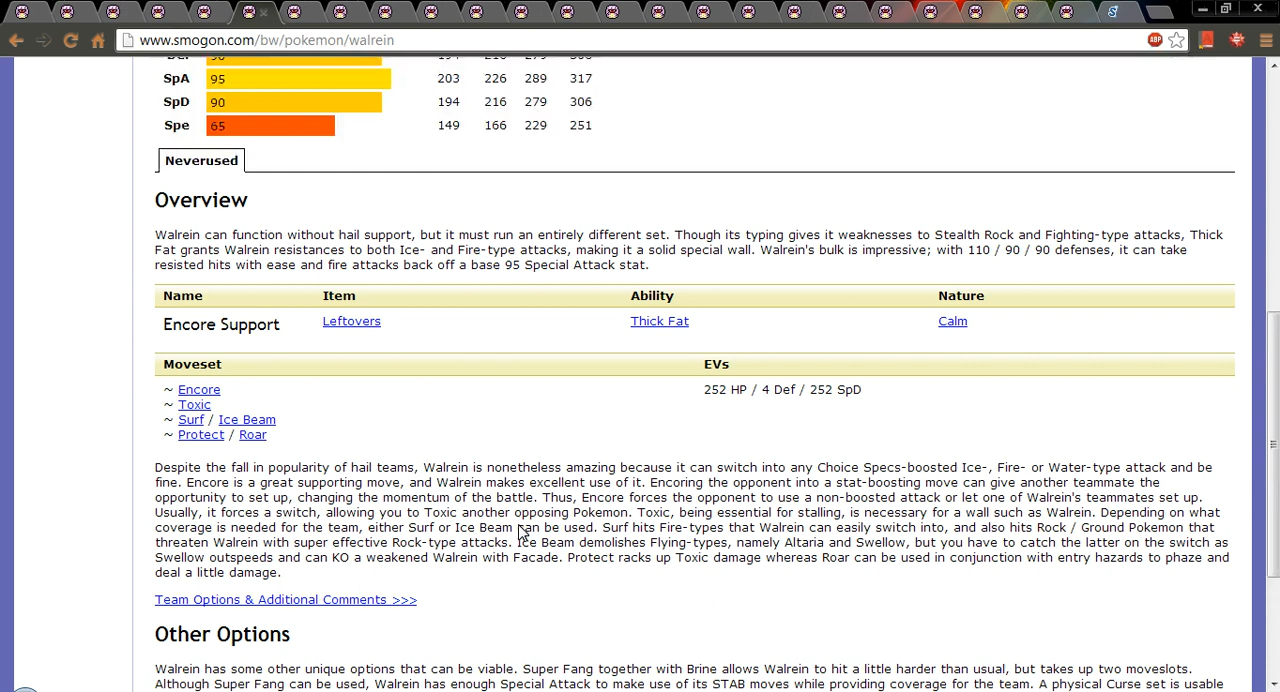 www.smogon.com/bw/pokemon/walrein
ABP
SpA 95 203 226 289 317
SpD 90 194 216 279 306
Spe 65 149 166 229 251
Neverused
Overview
Walrein can function without hail support, but it must run an entirely different set. Though its typing gives it weaknesses to Stealth Rock and Fighting-type attacks, Thick
Fat grants Walrein resistances to both Ice- and Fire-type attacks, making it a solid special wall. Walrein's bulk is impressive; with 110 / 90 / 90 defenses, it can take
resisted hits with ease and fire attacks back off a base 95 Special Attack stat.
Name Item Ability Nature
Encore Support Leftovers Thick Fat Calm
Moveset EVs
~ Encore 252 HP / 4 Def / 252 SpD
~ Toxic
~ Surf / Ice Beam
~ Protect / Roar
Despite the fall in popularity of hail teams, Walrein is nonetheless amazing because it can switch into any Choice Specs-boosted Ice-, Fire- or Water-type attack and be
fine. Encore is a great supporting move, and Walrein makes excellent use of it. Encoring the opponent into a stat-boosting move can give another teammate the
opportunity to set up, changing the momentum of the battle. Thus, Encore forces the opponent to use a non-boosted attack or let one of Walrein's teammates set up.
Usually, it forces a switch, allowing you to Toxic another opposing Pokemon. Toxic, being essential for stalling, is necessary for a wall such as Walrein. Depending on what
coverage is needed for the team, either Surf or Ice Beam can be used. Surf hits Fire-types that Walrein can easily switch into, and also hits Rock / Ground Pokemon that
threaten Walrein with super effective Rock-type attacks. Ice Beam demolishes Flying-types, namely Altaria and Swellow, but you have to catch the latter on the switch as
Swellow outspeeds and can KO a weakened Walrein with Facade. Protect racks up Toxic damage whereas Roar can be used in conjunction with entry hazards to phaze and
deal a little damage.
Team Options & Additional Comments >>>
Other Options
Walrein has some other unique options that can be viable. Super Fang together with Brine allows Walrein to hit a little harder than usual, but takes up two moveslots.
Although Super Fang can be used, Walrein has enough Special Attack to make use of its STAB moves while providing coverage for the team. A physical Curse set is usable